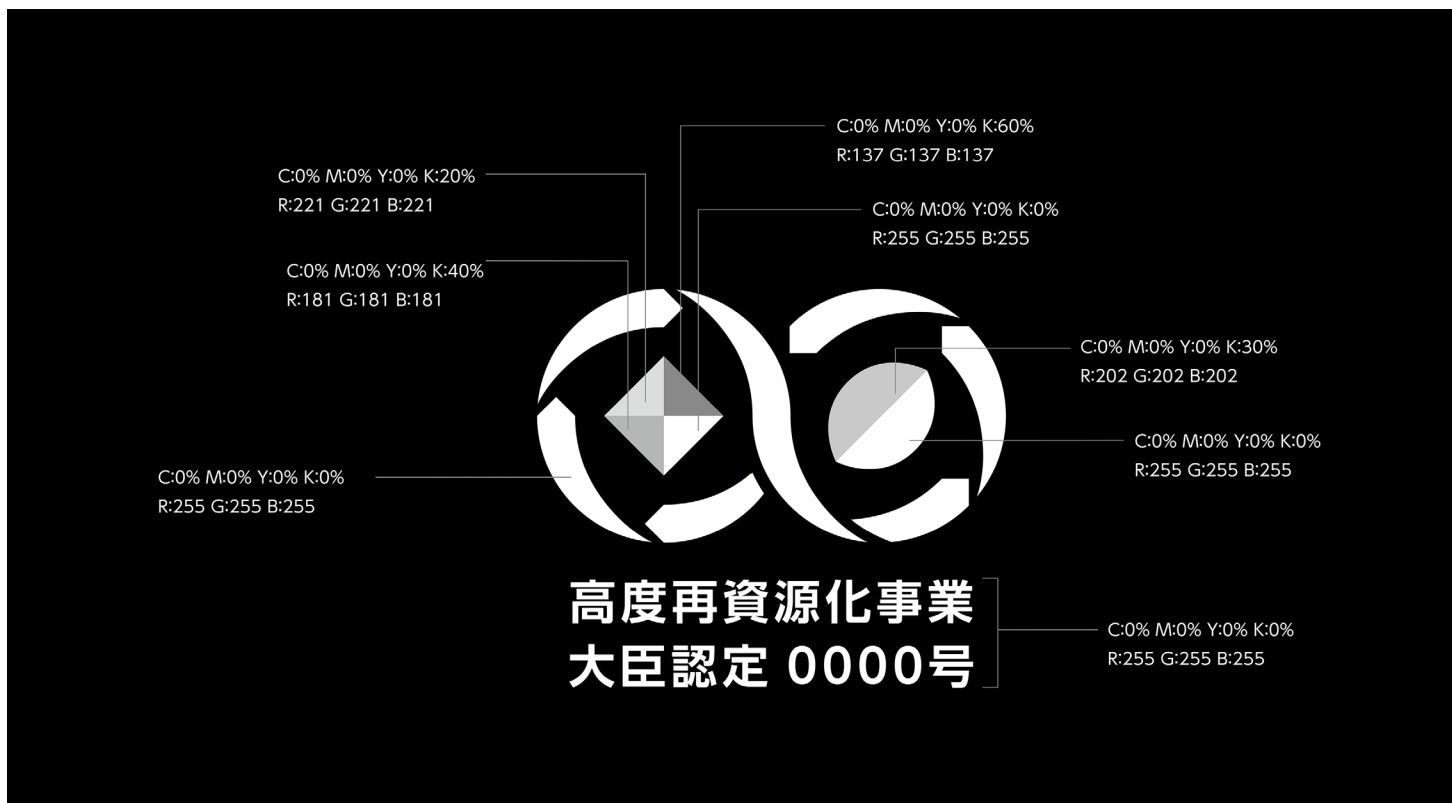 C:0% M:0% Y:0% K:60%
R:137 G:137 B:137
C:0% M:0% Y:0% K:20%
R:221 G:221 B:221
C:0% M:0% Y:0% K:0%
R:255 G:255 B:255
C:0% M:0% Y:0% K:40%
R:181 G:181 B:181
C:0% M:0% Y:0% K:30%
R:202 G:202 B:202
C:0% M:0% Y:0% K:0%
R:255 G:255 B:255
C:0% M:0% Y:0% K:0%
R:255 G:255 B:255
高度再資源化事業
大臣認定 0000号
C:0% M:0% Y:0% K:0%
R:255 G:255 B:255